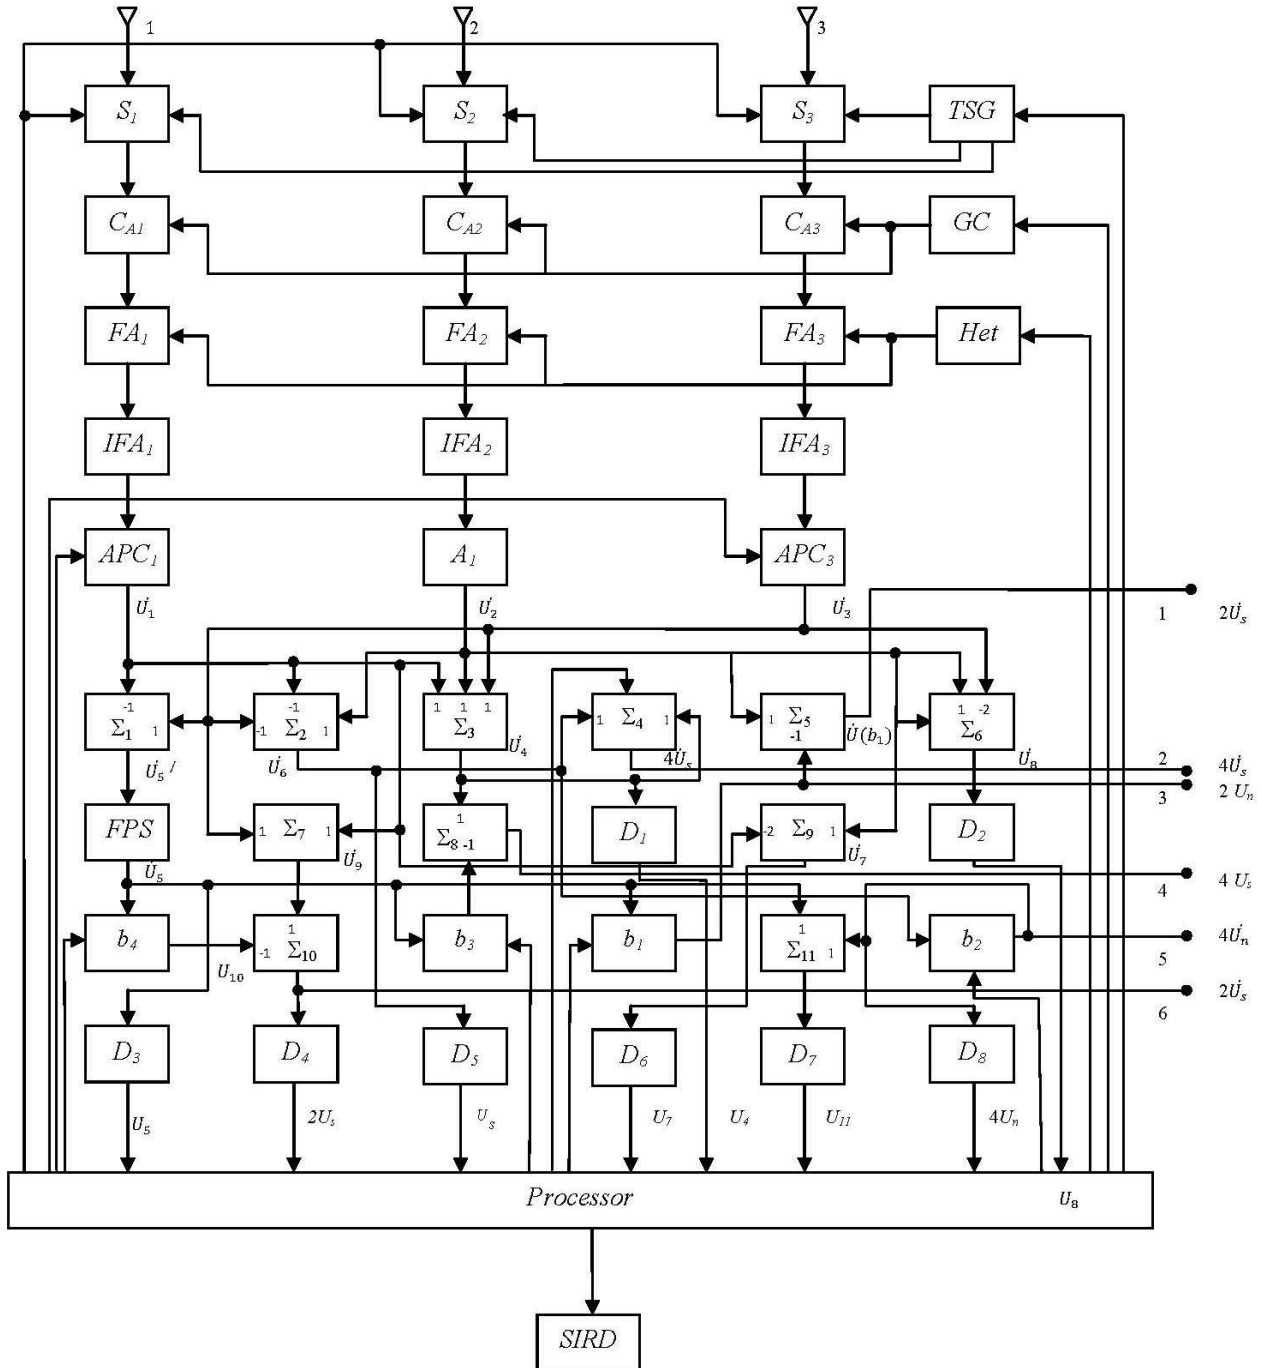 1 2 3
S₁ S₂ S₃ TSG
C_A1 C_A2 C_A3 GC
FA₁ FA₂ FA₃ Het
IFA₁ IFA₂ IFA₃
APC₁ A₁ APC₃
U̇₁ U̇₂ U̇₃ 1 2U̇ₛ
-1 Σ₁ 1
-1 -1 Σ₂ 1
1 1 1 Σ₃
1 Σ₄ 1
1 Σ₅ -1
1 -2 Σ₆
U̇₅ / U̇₆ U̇₄ 4U̇ₛ U̇(b₁) U̇₈
2 4U̇ₛ
3 2 Uₙ
FPS
1 Σ₇ 1
1 Σ₈ -1
D₁
-2 Σ₉ 1
D₂
U̇₅ U̇₉ U̇₇
4 4 Uₛ
b₄
1 -1 Σ₁₀
b₃ b₁
1 Σ₁₁ 1
b₂
5 4U̇ₙ
U₁₀
6 2U̇ₛ
D₃ D₄ D₅ D₆ D₇ D₈
U₅ 2Uₛ Uₛ U₇ U₄ U₁₁ 4Uₙ
Processor U₈
SIRD